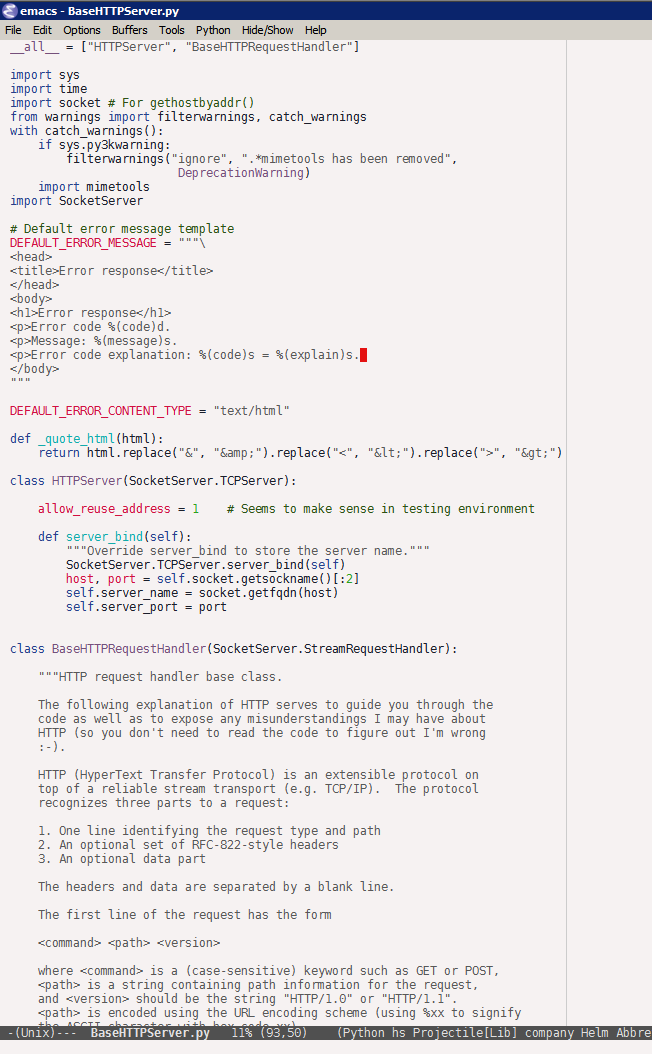 emacs - BaseHTTPServer.py
File Edit Options Buffers Tools Python Hide/Show Help
__all__ = ["HTTPServer", "BaseHTTPRequestHandler"]

import sys
import time
import socket # For gethostbyaddr()
from warnings import filterwarnings, catch_warnings
with catch_warnings():
    if sys.py3kwarning:
        filterwarnings("ignore", ".*mimetools has been removed",
                        DeprecationWarning)
    import mimetools
import SocketServer

# Default error message template
DEFAULT_ERROR_MESSAGE = """\
<head>
<title>Error response</title>
</head>
<body>
<h1>Error response</h1>
<p>Error code %(code)d.
<p>Message: %(message)s.
<p>Error code explanation: %(code)s = %(explain)s.
</body>
"""

DEFAULT_ERROR_CONTENT_TYPE = "text/html"

def _quote_html(html):
    return html.replace("&", "&amp;").replace("<", "&lt;").replace(">", "&gt;")

class HTTPServer(SocketServer.TCPServer):

    allow_reuse_address = 1    # Seems to make sense in testing environment

    def server_bind(self):
        """Override server_bind to store the server name."""
        SocketServer.TCPServer.server_bind(self)
        host, port = self.socket.getsockname()[:2]
        self.server_name = socket.getfqdn(host)
        self.server_port = port


class BaseHTTPRequestHandler(SocketServer.StreamRequestHandler):

    """HTTP request handler base class.

    The following explanation of HTTP serves to guide you through the
    code as well as to expose any misunderstandings I may have about
    HTTP (so you don't need to read the code to figure out I'm wrong
    :-).

    HTTP (HyperText Transfer Protocol) is an extensible protocol on
    top of a reliable stream transport (e.g. TCP/IP).  The protocol
    recognizes three parts to a request:

    1. One line identifying the request type and path
    2. An optional set of RFC-822-style headers
    3. An optional data part

    The headers and data are separated by a blank line.

    The first line of the request has the form

    <command> <path> <version>

    where <command> is a (case-sensitive) keyword such as GET or POST,
    <path> is a string containing path information for the request,
    and <version> should be the string "HTTP/1.0" or "HTTP/1.1".
    <path> is encoded using the URL encoding scheme (using %xx to signify
    the ASCII character with hex code xx).
-(Unix)---  BaseHTTPServer.py   11% (93,50)    (Python hs Projectile[Lib] company Helm Abbre